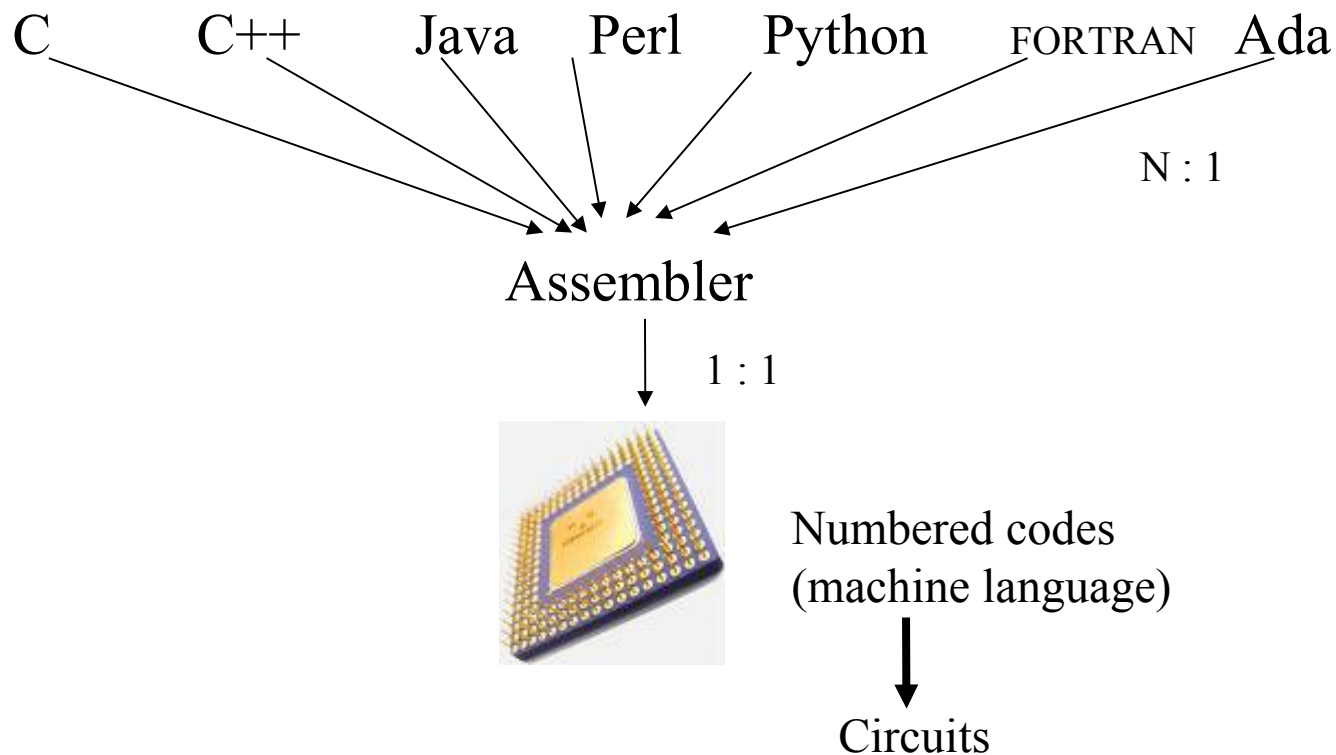 C C++ Java Perl Python FORTRAN Ada
N : 1
Assembler
1 : 1
Numbered codes
(machine language)
Circuits